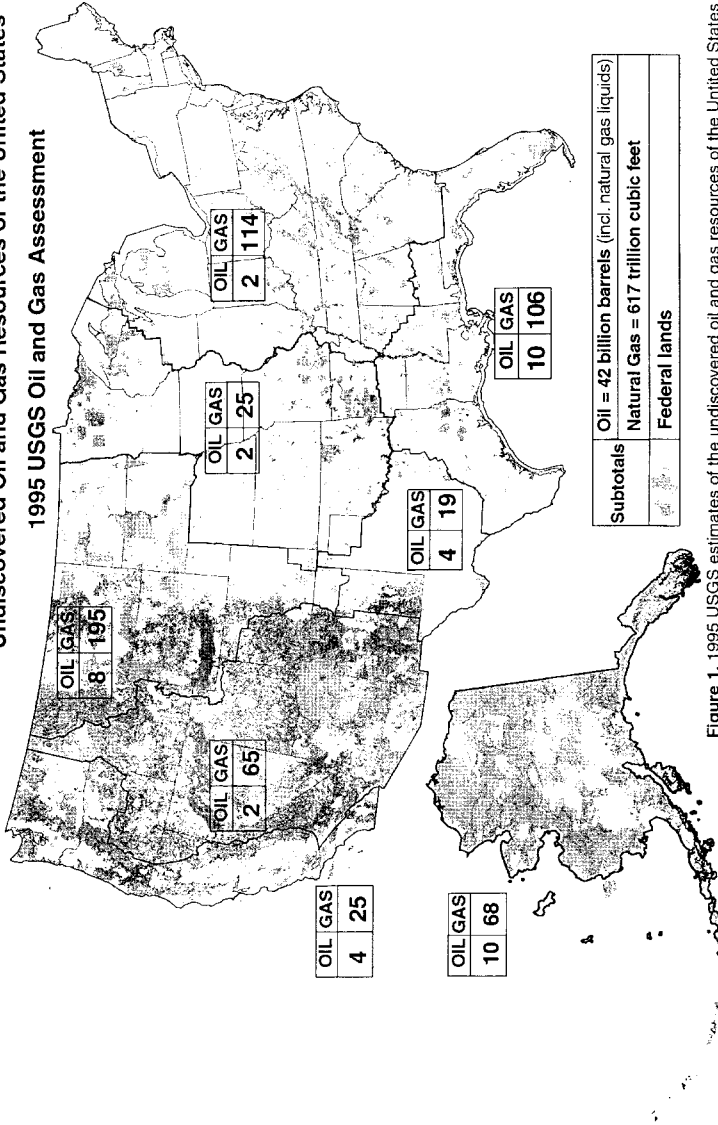 Undiscovered Oil and Gas Resources of the United States
1995 USGS Oil and Gas Assessment
OIL GAS
8 195
OIL GAS
2 65
OIL GAS
4 25
OIL GAS
2 25
OIL GAS
2 114
OIL GAS
4 19
OIL GAS
10 106
OIL GAS
10 68
Subtotals
Oil = 42 billion barrels (incl. natural gas liquids)
Natural Gas = 617 trillion cubic feet
Federal lands
Figure 1. 1995 USGS estimates of the undiscovered oil and gas resources of the Untited States